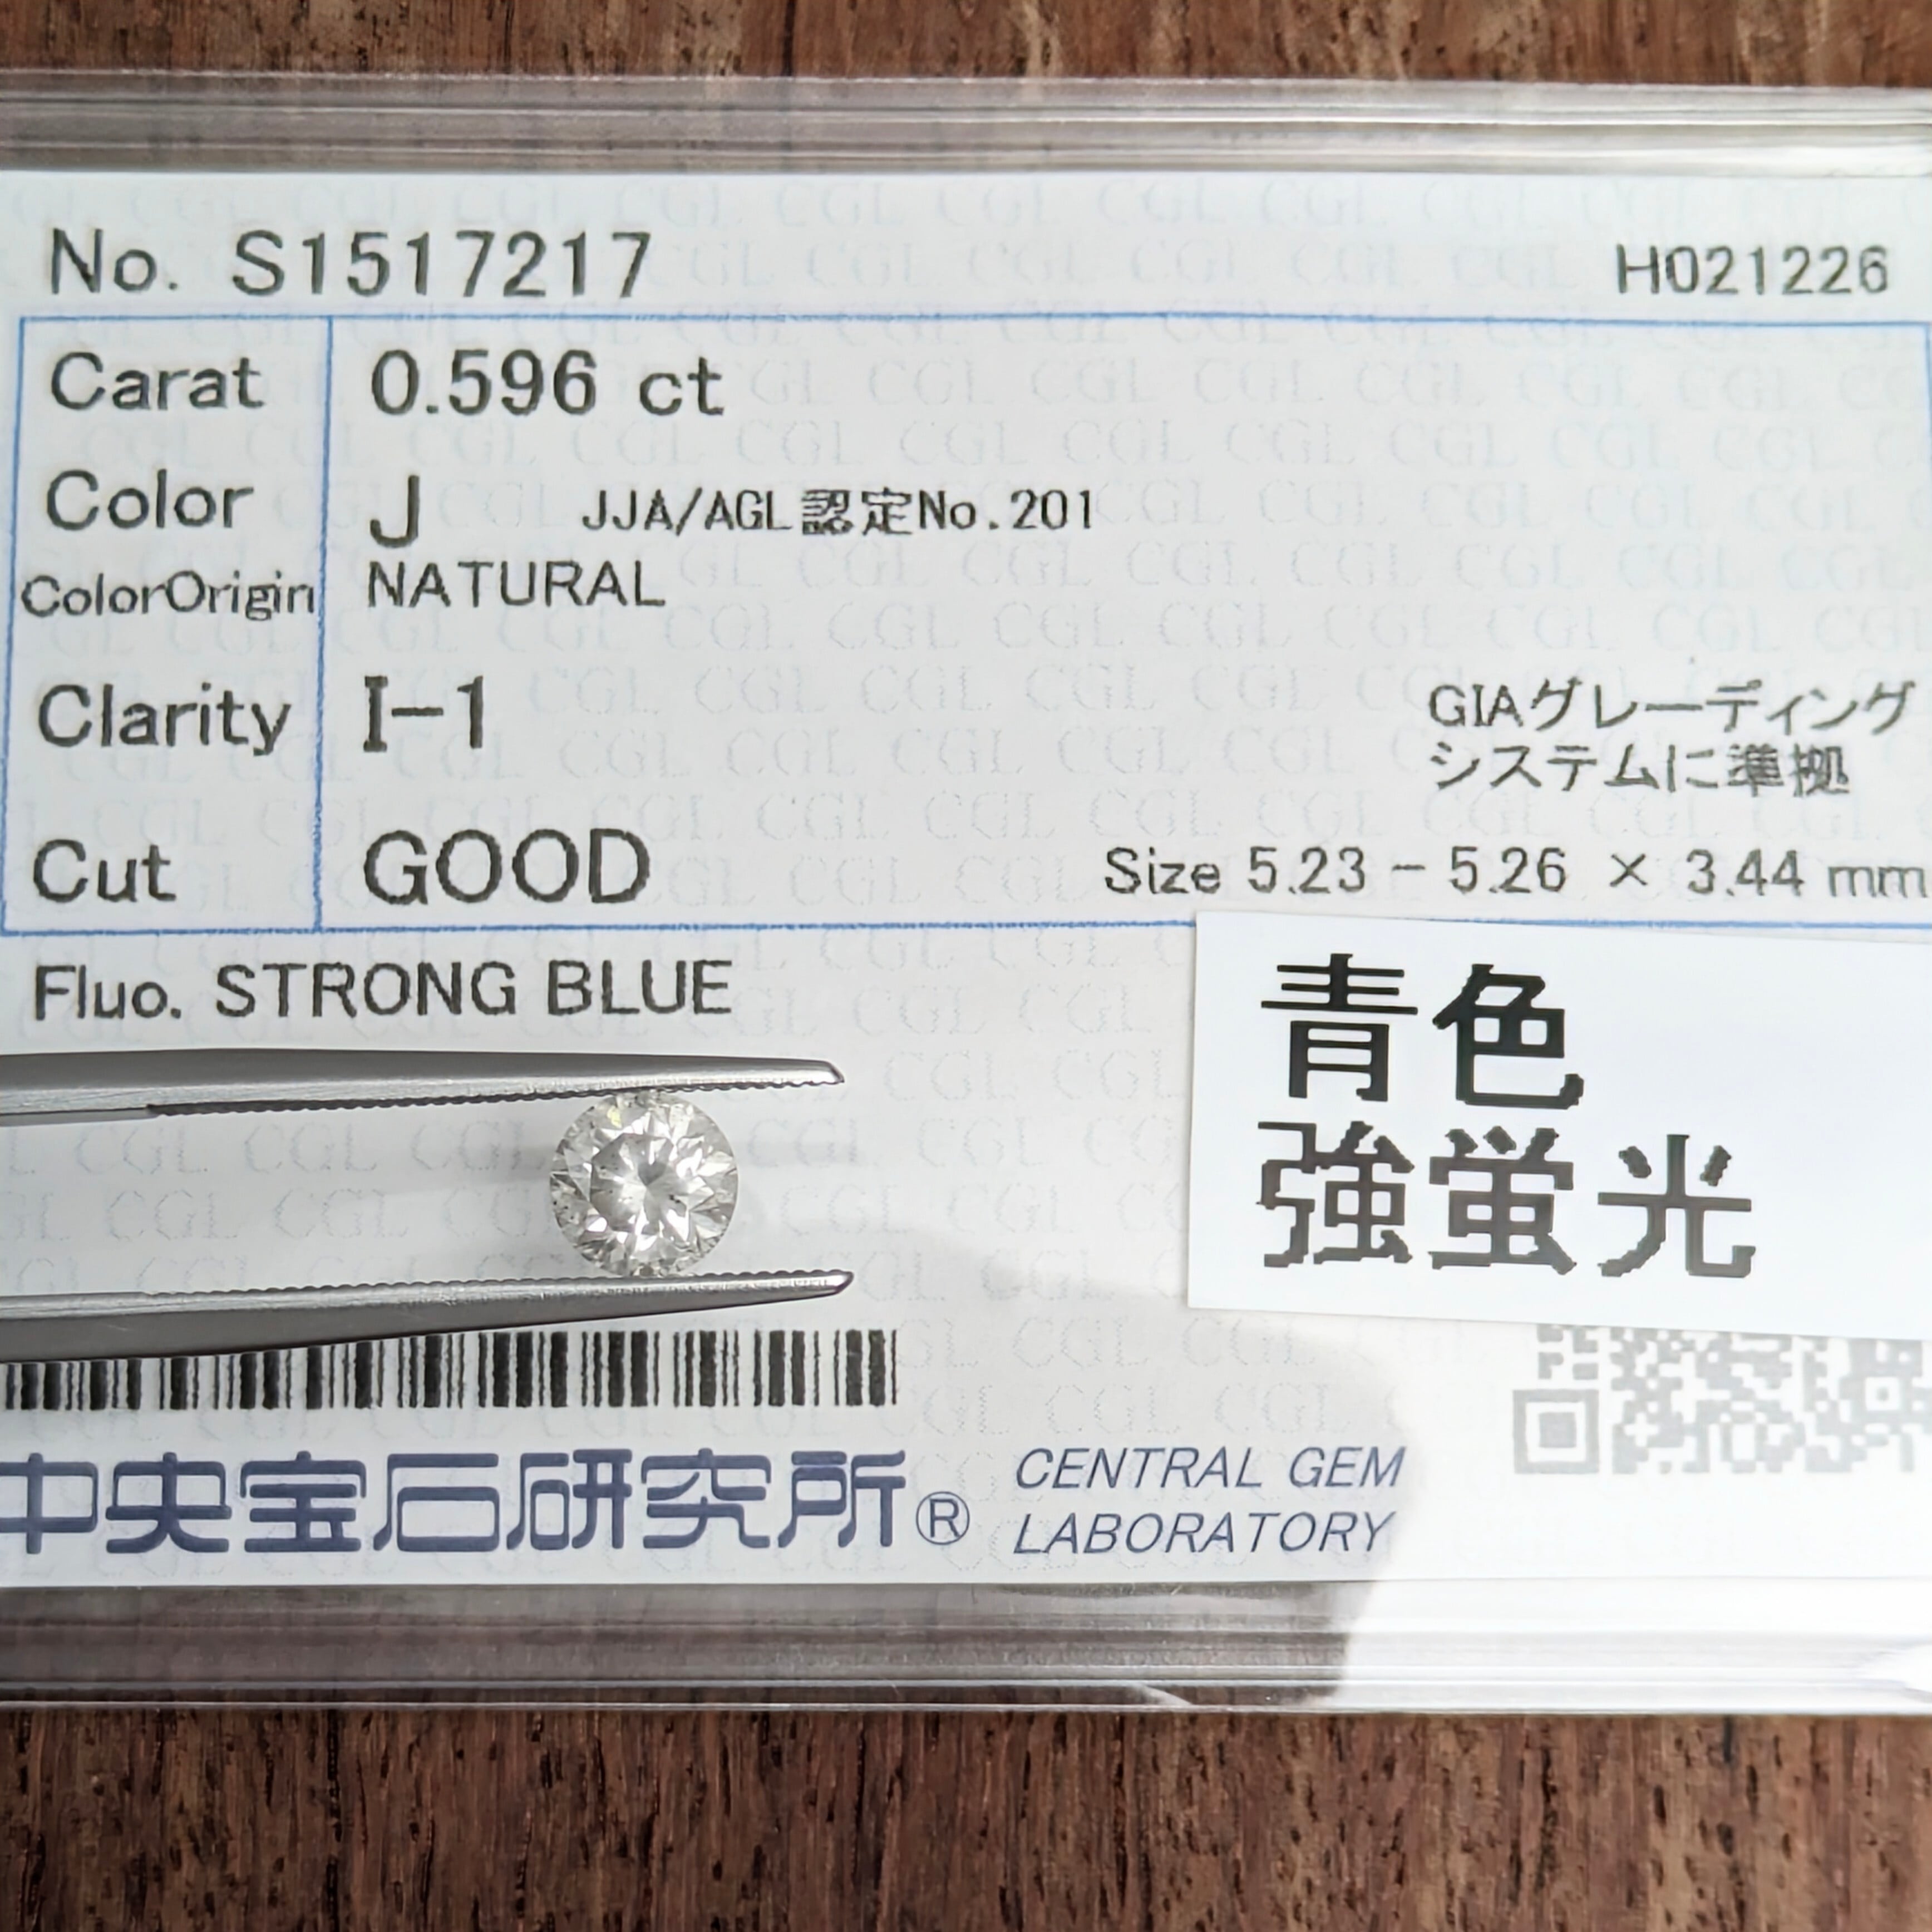 No. S1517217 H021226
Carat 0.596 ct
Color J JJA/AGL認定No.201
ColorOrigin NATURAL
Clarity I-1
GIAグレーディング
システムに準拠
Cut GOOD Size 5.23 - 5.26 × 3.44 mm
Fluo. STRONG BLUE
青色
強蛍光
中央宝石研究所® CENTRAL GEM
LABORATORY